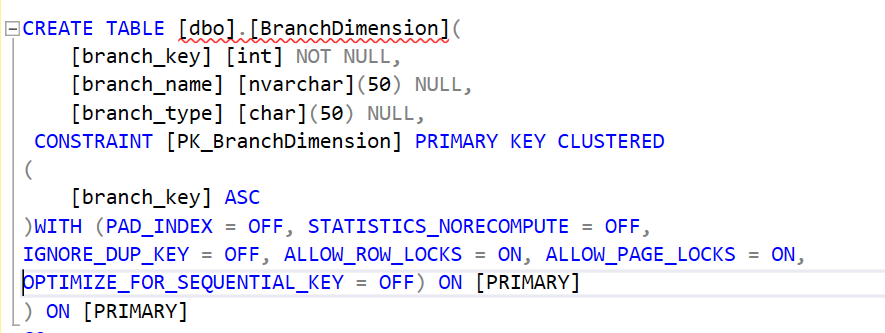 CREATE TABLE [dbo].[BranchDimension](
[branch_key] [int] NOT NULL,
[branch_name] [nvarchar](50) NULL,
[branch_type] [char](50) NULL,
CONSTRAINT [PK_BranchDimension] PRIMARY KEY CLUSTERED
(
[branch_key] ASC
)WITH (PAD_INDEX = OFF, STATISTICS_NORECOMPUTE = OFF,
IGNORE_DUP_KEY = OFF, ALLOW_ROW_LOCKS = ON, ALLOW_PAGE_LOCKS = ON,
OPTIMIZE_FOR_SEQUENTIAL_KEY = OFF) ON [PRIMARY]
) ON [PRIMARY]